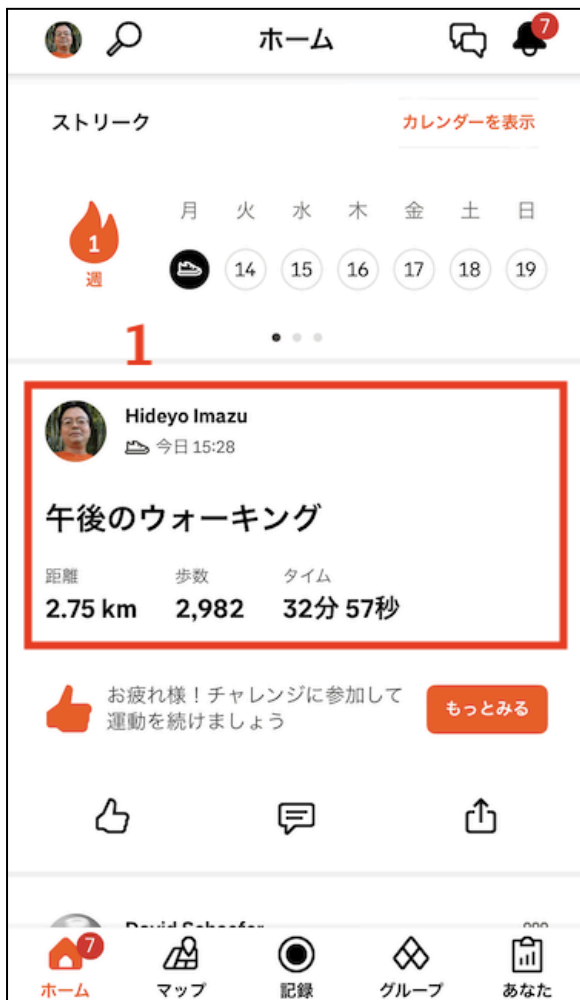 ホーム
7
ストリーク
カレンダーを表示
月 火 水 木 金 土 日
1
14 15 16 17 18 19
週
1
Hideyo Imazu
今日 15:28
午後のウォーキング
距離 歩数 タイム
2.75 km 2,982 32分 57秒
お疲れ様！チャレンジに参加して
運動を続けましょう
もっとみる
7
ホーム マップ 記録 グループ あなた